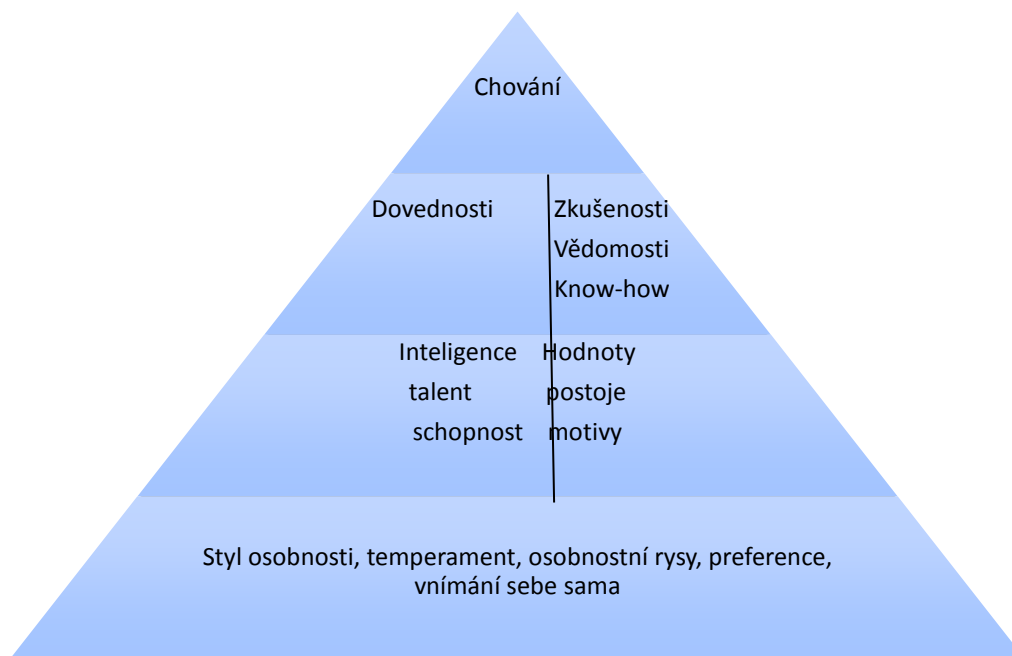 Chování
Dovednosti
Zkušenosti
Vědomosti
Know-how
Inteligence Hodnoty
talent postoje
schopnost motivy
Styl osobnosti, temperament, osobnostní rysy, preference,
vnímání sebe sama